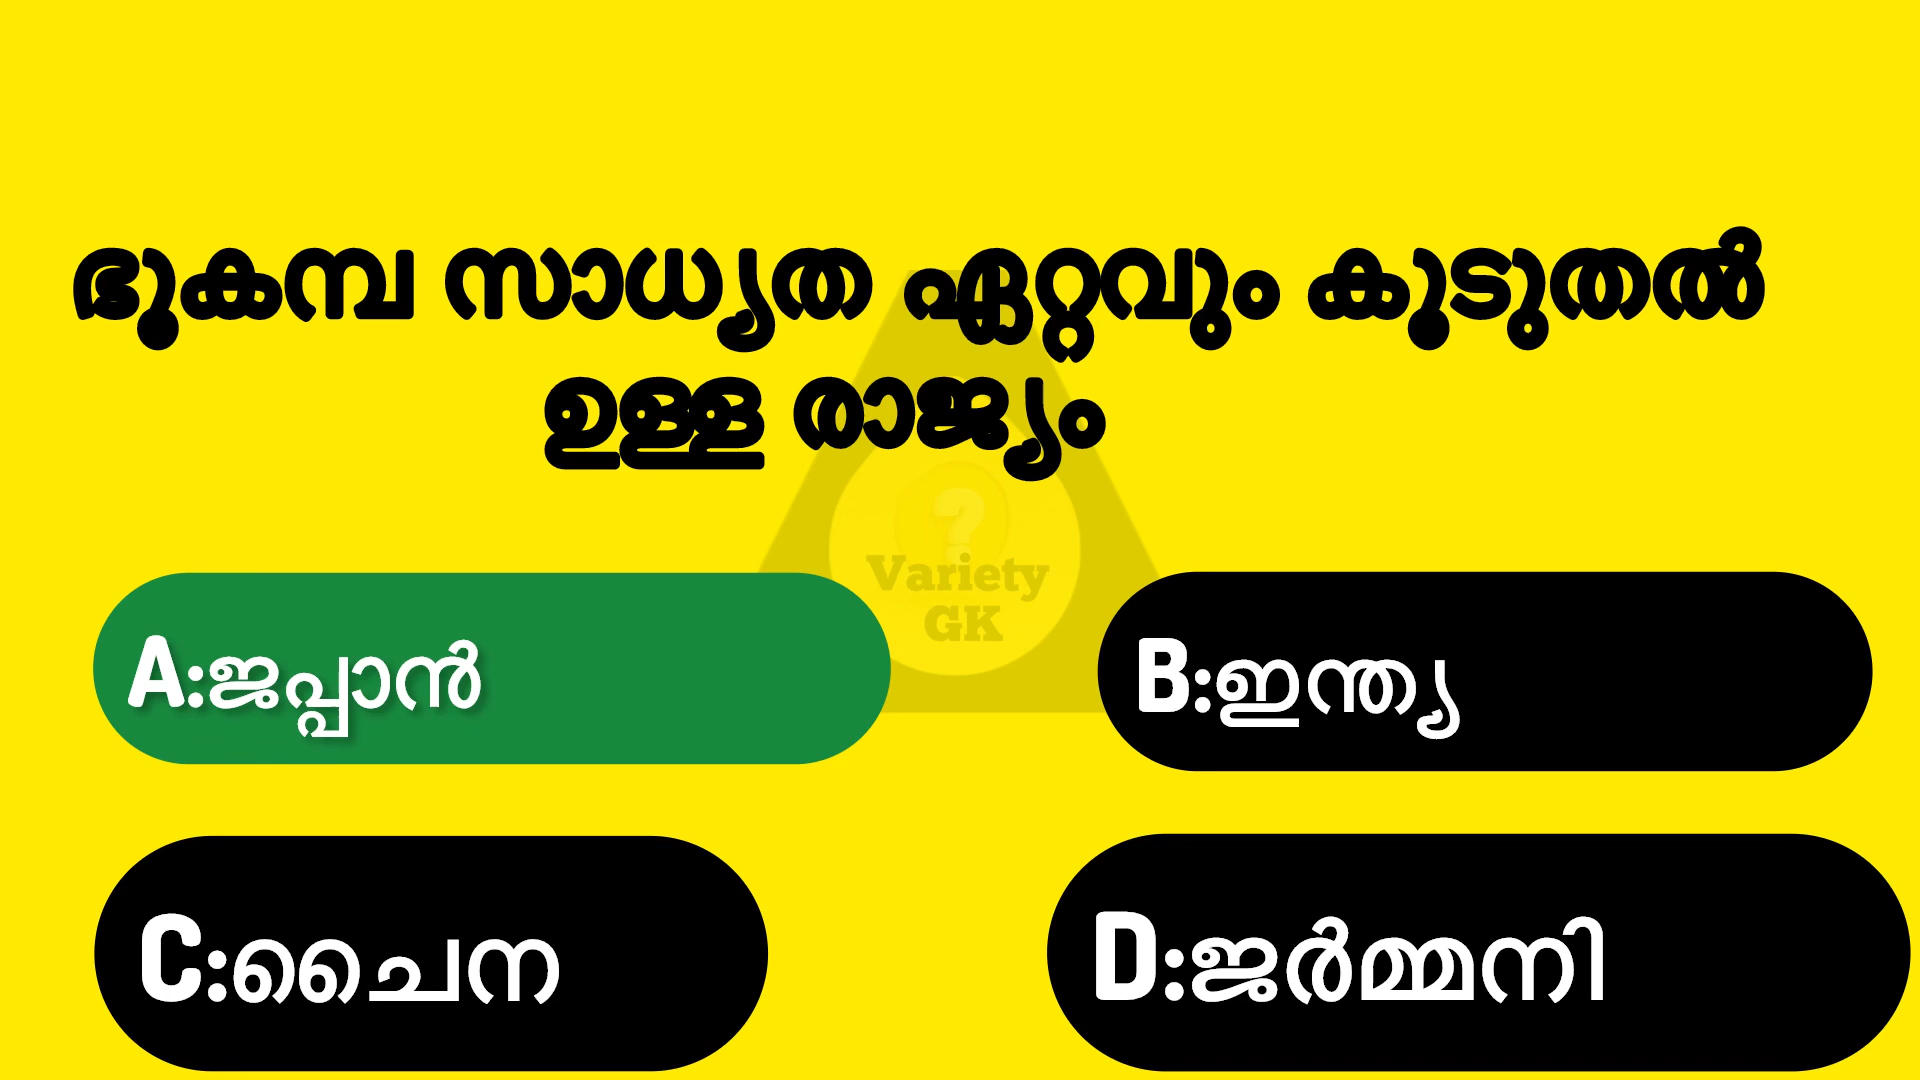 ഭൂകമ്പ സാധ്യത ഏറ്റവും കൂടുതൽ
ഉള്ള രാജ്യം
?
Variety
GK
A:ജപ്പാൻ
B:ഇന്ത്യ
C:ചൈന
D:ജർമ്മനി